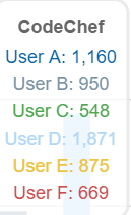 CodeChef
User A: 1,160
User B: 950
User C: 548
User D: 1,871
User E: 875
User F: 669